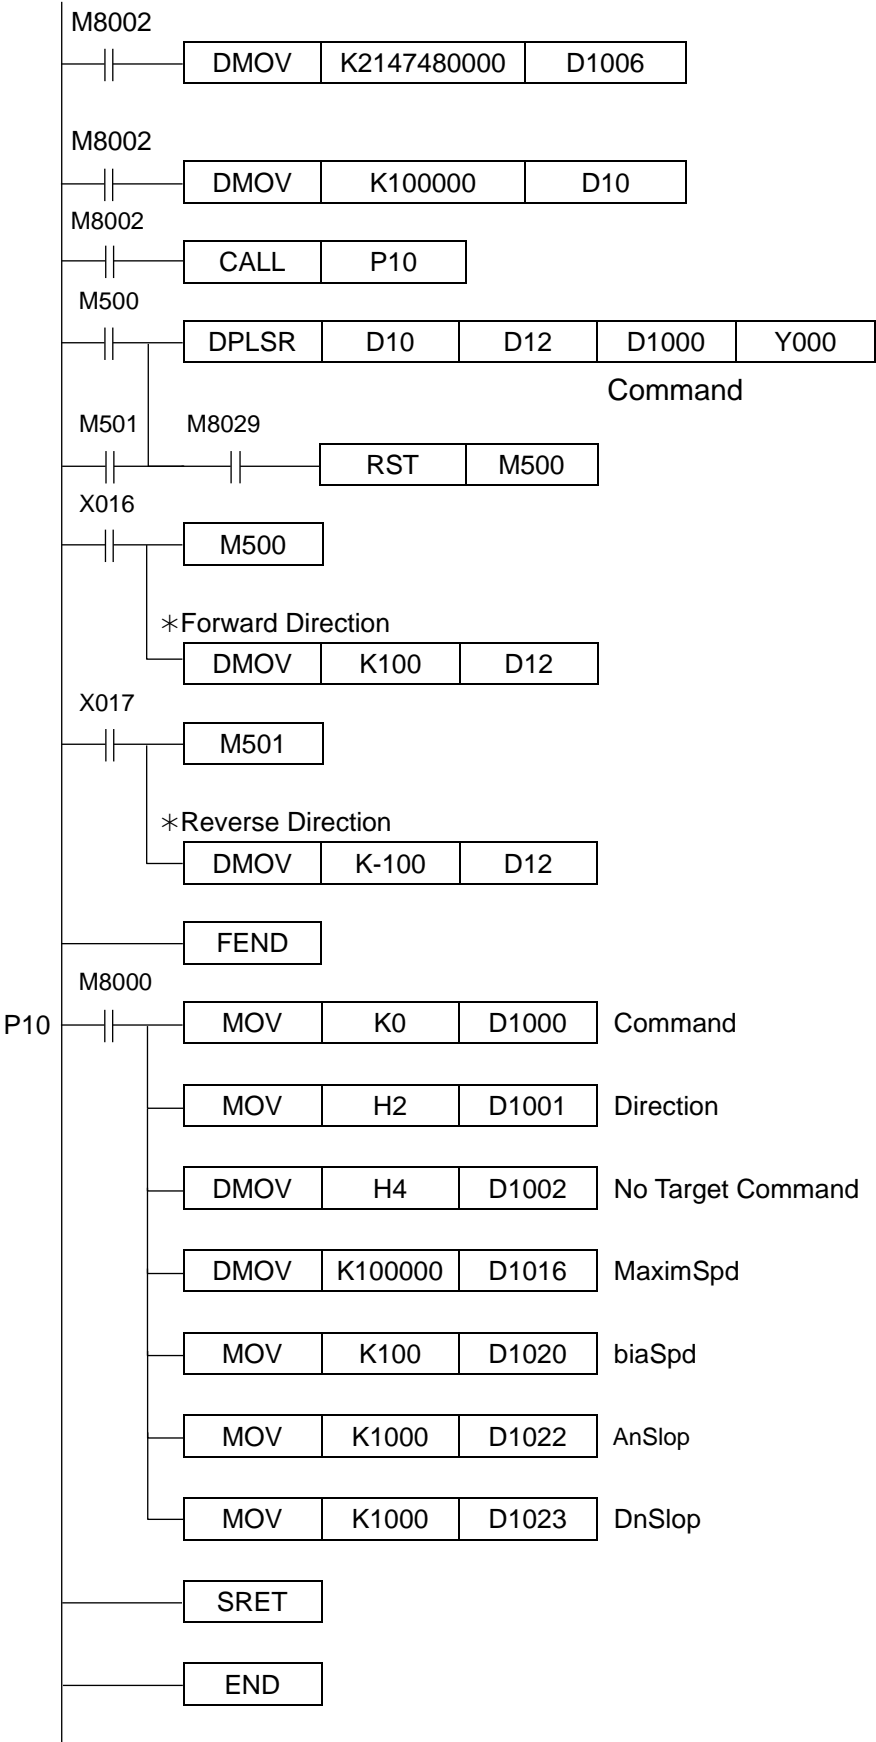 M8002
DMOV K2147480000 D1006
M8002
DMOV K100000 D10
M8002
CALL P10
M500
DPLSR D10 D12 D1000 Y000
Command
M501 M8029
RST M500
X016
M500
*Forward Direction
DMOV K100 D12
X017
M501
*Reverse Direction
DMOV K-100 D12
FEND
M8000
P10 MOV K0 D1000 Command
MOV H2 D1001 Direction
DMOV H4 D1002 No Target Command
DMOV K100000 D1016 MaximSpd
MOV K100 D1020 biaSpd
MOV K1000 D1022 AnSlop
MOV K1000 D1023 DnSlop
SRET
END